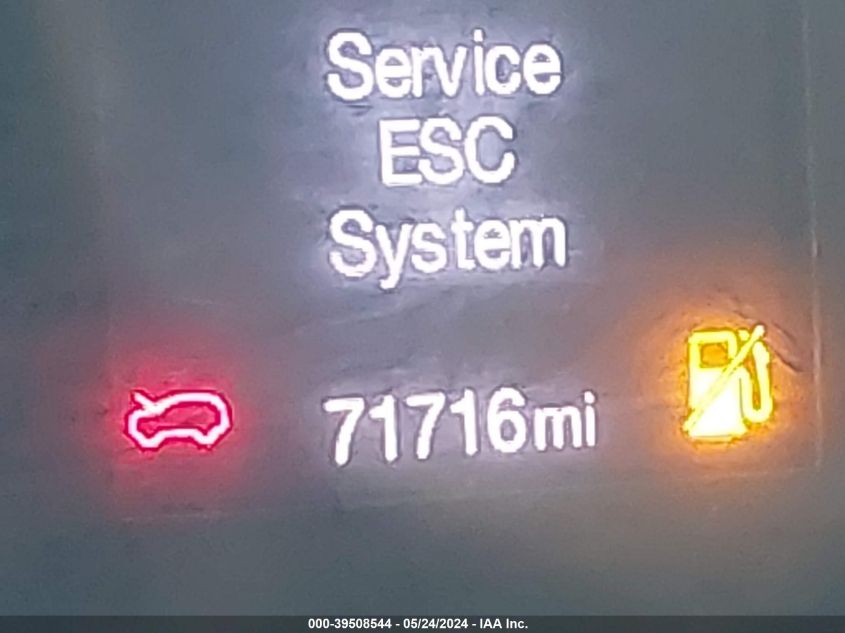 Service
ESC
System
71716mi
000-39508544 - 05/24/2024 - IAA Inc.